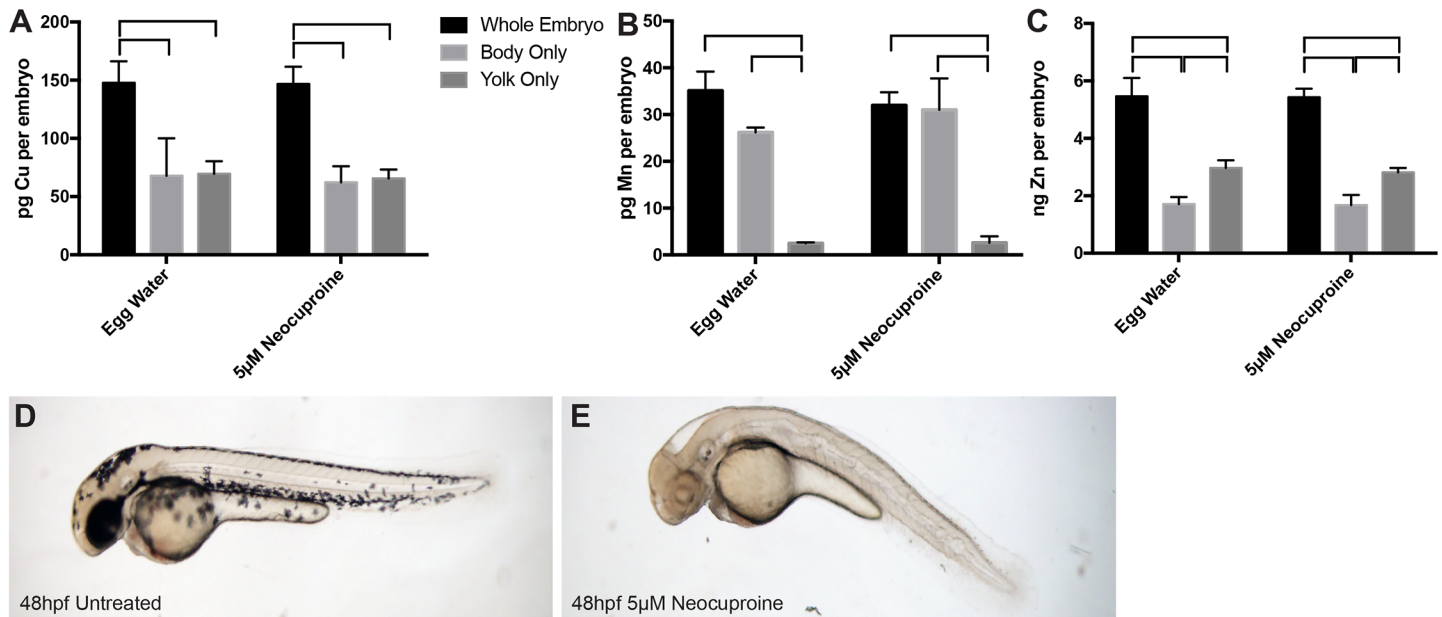 A
200
150
100
50
0
pg Cu per embryo
Egg Water
5µM Neocuproine
Whole Embryo
Body Only
Yolk Only
B
50
40
30
20
10
0
pg Mn per embryo
Egg Water
5µM Neocuproine
C
8
6
4
2
0
ng Zn per embryo
Egg Water
5µM Neocuproine
D
48hpf Untreated
E
48hpf 5µM Neocuproine